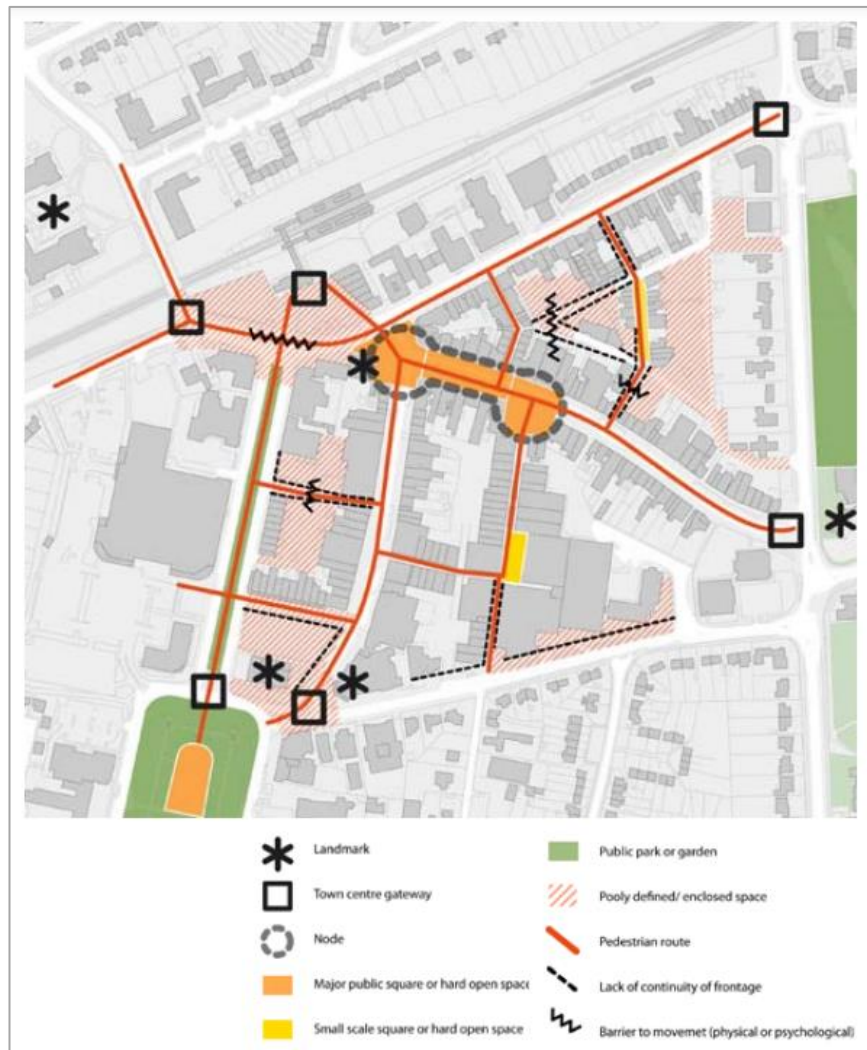 Landmark
Town centre gateway
Node
Major public square or hard open space
Small scale square or hard open space
Public park or garden
Pooly defined/ enclosed space
Pedestrian route
Lack of continuity of frontage
Barrier to movemet (physical or psychological)